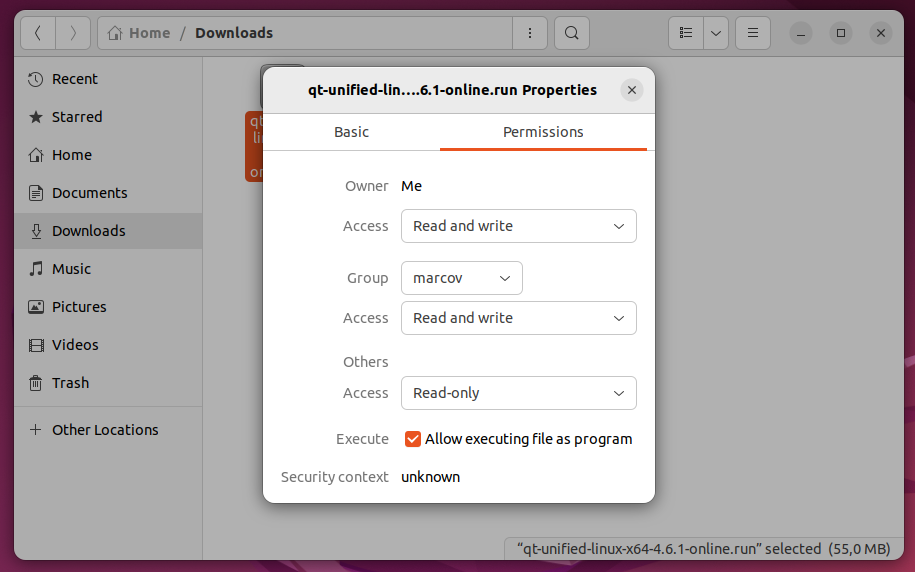 Home / Downloads
qt-unified-lin....6.1-online.run Properties
Basic Permissions
Recent
Starred
Home
Documents
Downloads
Music
Pictures
Videos
Trash
Other Locations
Owner Me
Access Read and write
Group marcov
Access Read and write
Others
Access Read-only
Execute Allow executing file as program
Security context unknown
“qt-unified-linux-x64-4.6.1-online.run” selected (55,0 MB)